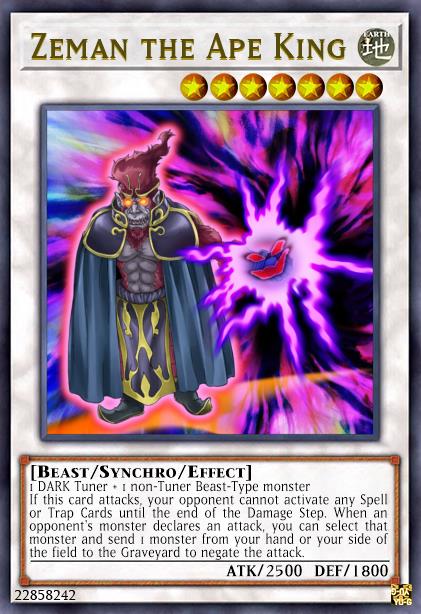 Zeman the Ape King
EARTH
地
[Beast/Synchro/Effect]
1 DARK Tuner + 1 non-Tuner Beast-Type monster
If this card attacks, your opponent cannot activate any Spell
or Trap Cards until the end of the Damage Step. When an
opponent's monster declares an attack, you can select that
monster and send 1 monster from your hand or your side of
the field to the Graveyard to negate the attack.
ATK/2500 DEF/1800
22858242